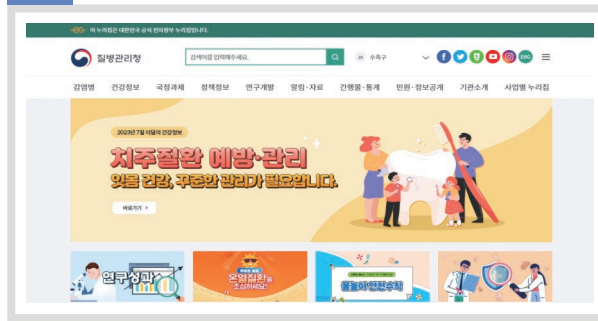 이 누리집은 대한민국 공식 전자정부 누리집입니다.
질병관리청
검색어를 입력해주세요.
수족구
ENG
감염병 건강정보 국정과제 정책정보 연구개발 알림·자료 간행물·통계 민원·정보공개 기관소개 사업별 누리집
2023년 7월 이달의 건강정보
치주질환 예방·관리
잇몸 건강, 꾸준한 관리가 필요합니다.
바로가기
연구성과
온열질환을
조심하세요!
물놀이 안전수칙